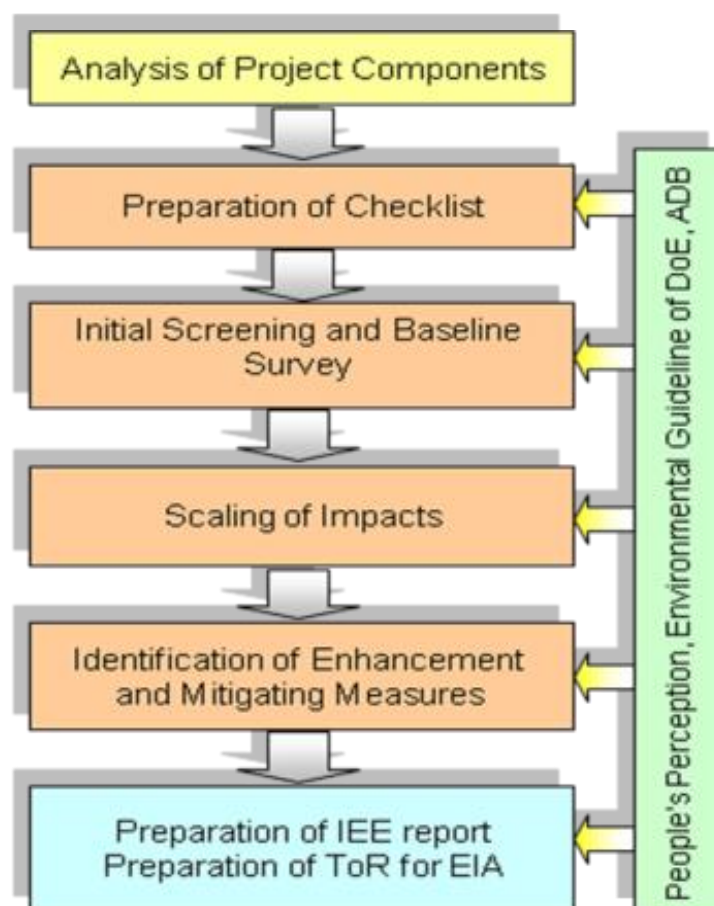 Analysis of Project Components
Preparation of Checklist
Initial Screening and Baseline
Survey
Scaling of Impacts
Identification of Enhancement
and Mitigating Measures
Preparation of IEE report
Preparation of ToR for EIA
People's Perception, Environmental Guideline of DoE, ADB